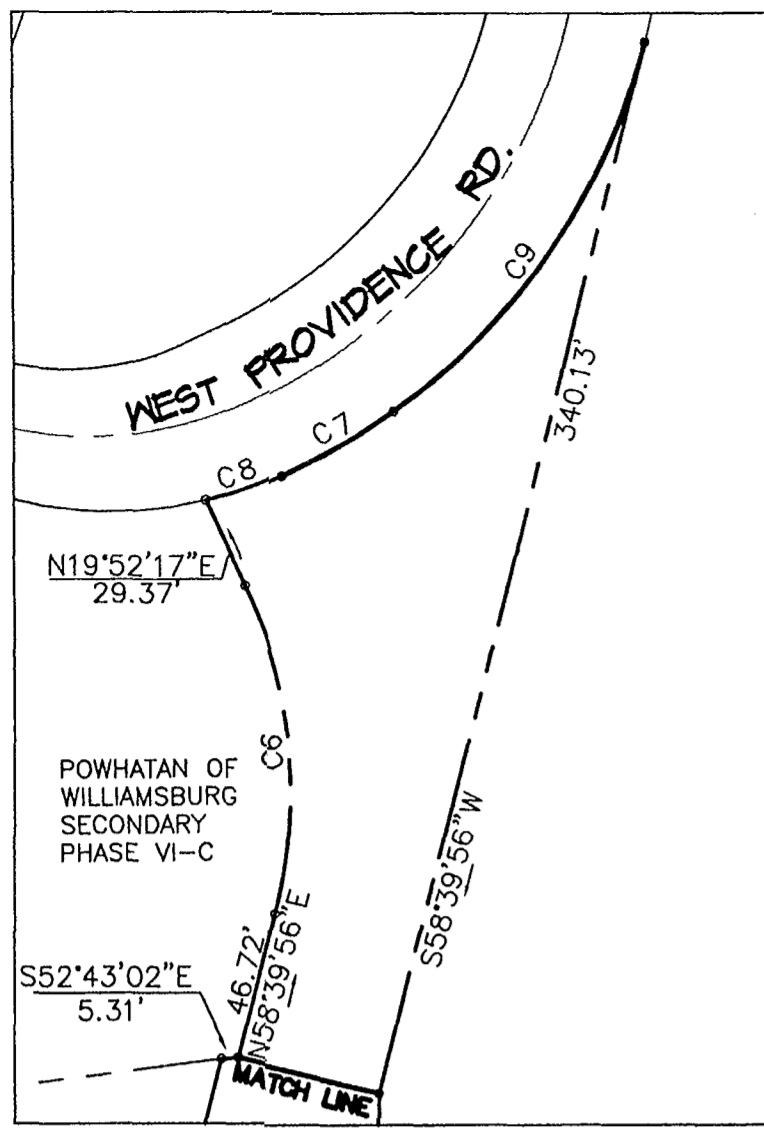 WEST PROVIDENCE RD.
C9
340.13'
C7
C8
N19°52'17"E
29.37'
C6
POWHATAN OF
WILLIAMSBURG
SECONDARY
PHASE VI-C
S58°39'56"W
46.72'
N58°39'56"E
S52°43'02"E
5.31'
MATCH LINE